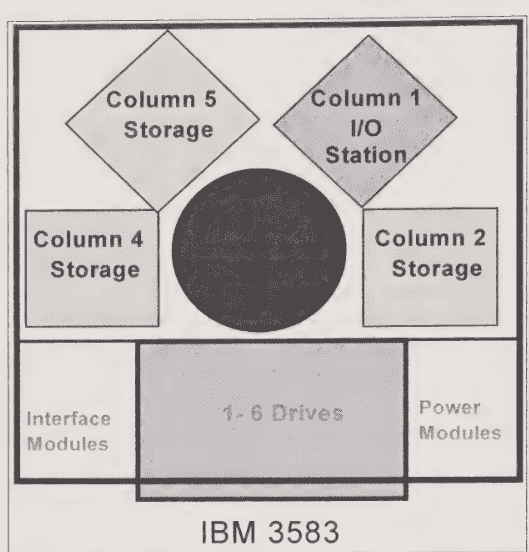 Column 5
Storage
Column 1
I/O
Station
Column 4
Storage
Column 2
Storage
Interface
Modules
1- 6 Drives
Power
Modules
IBM 3583